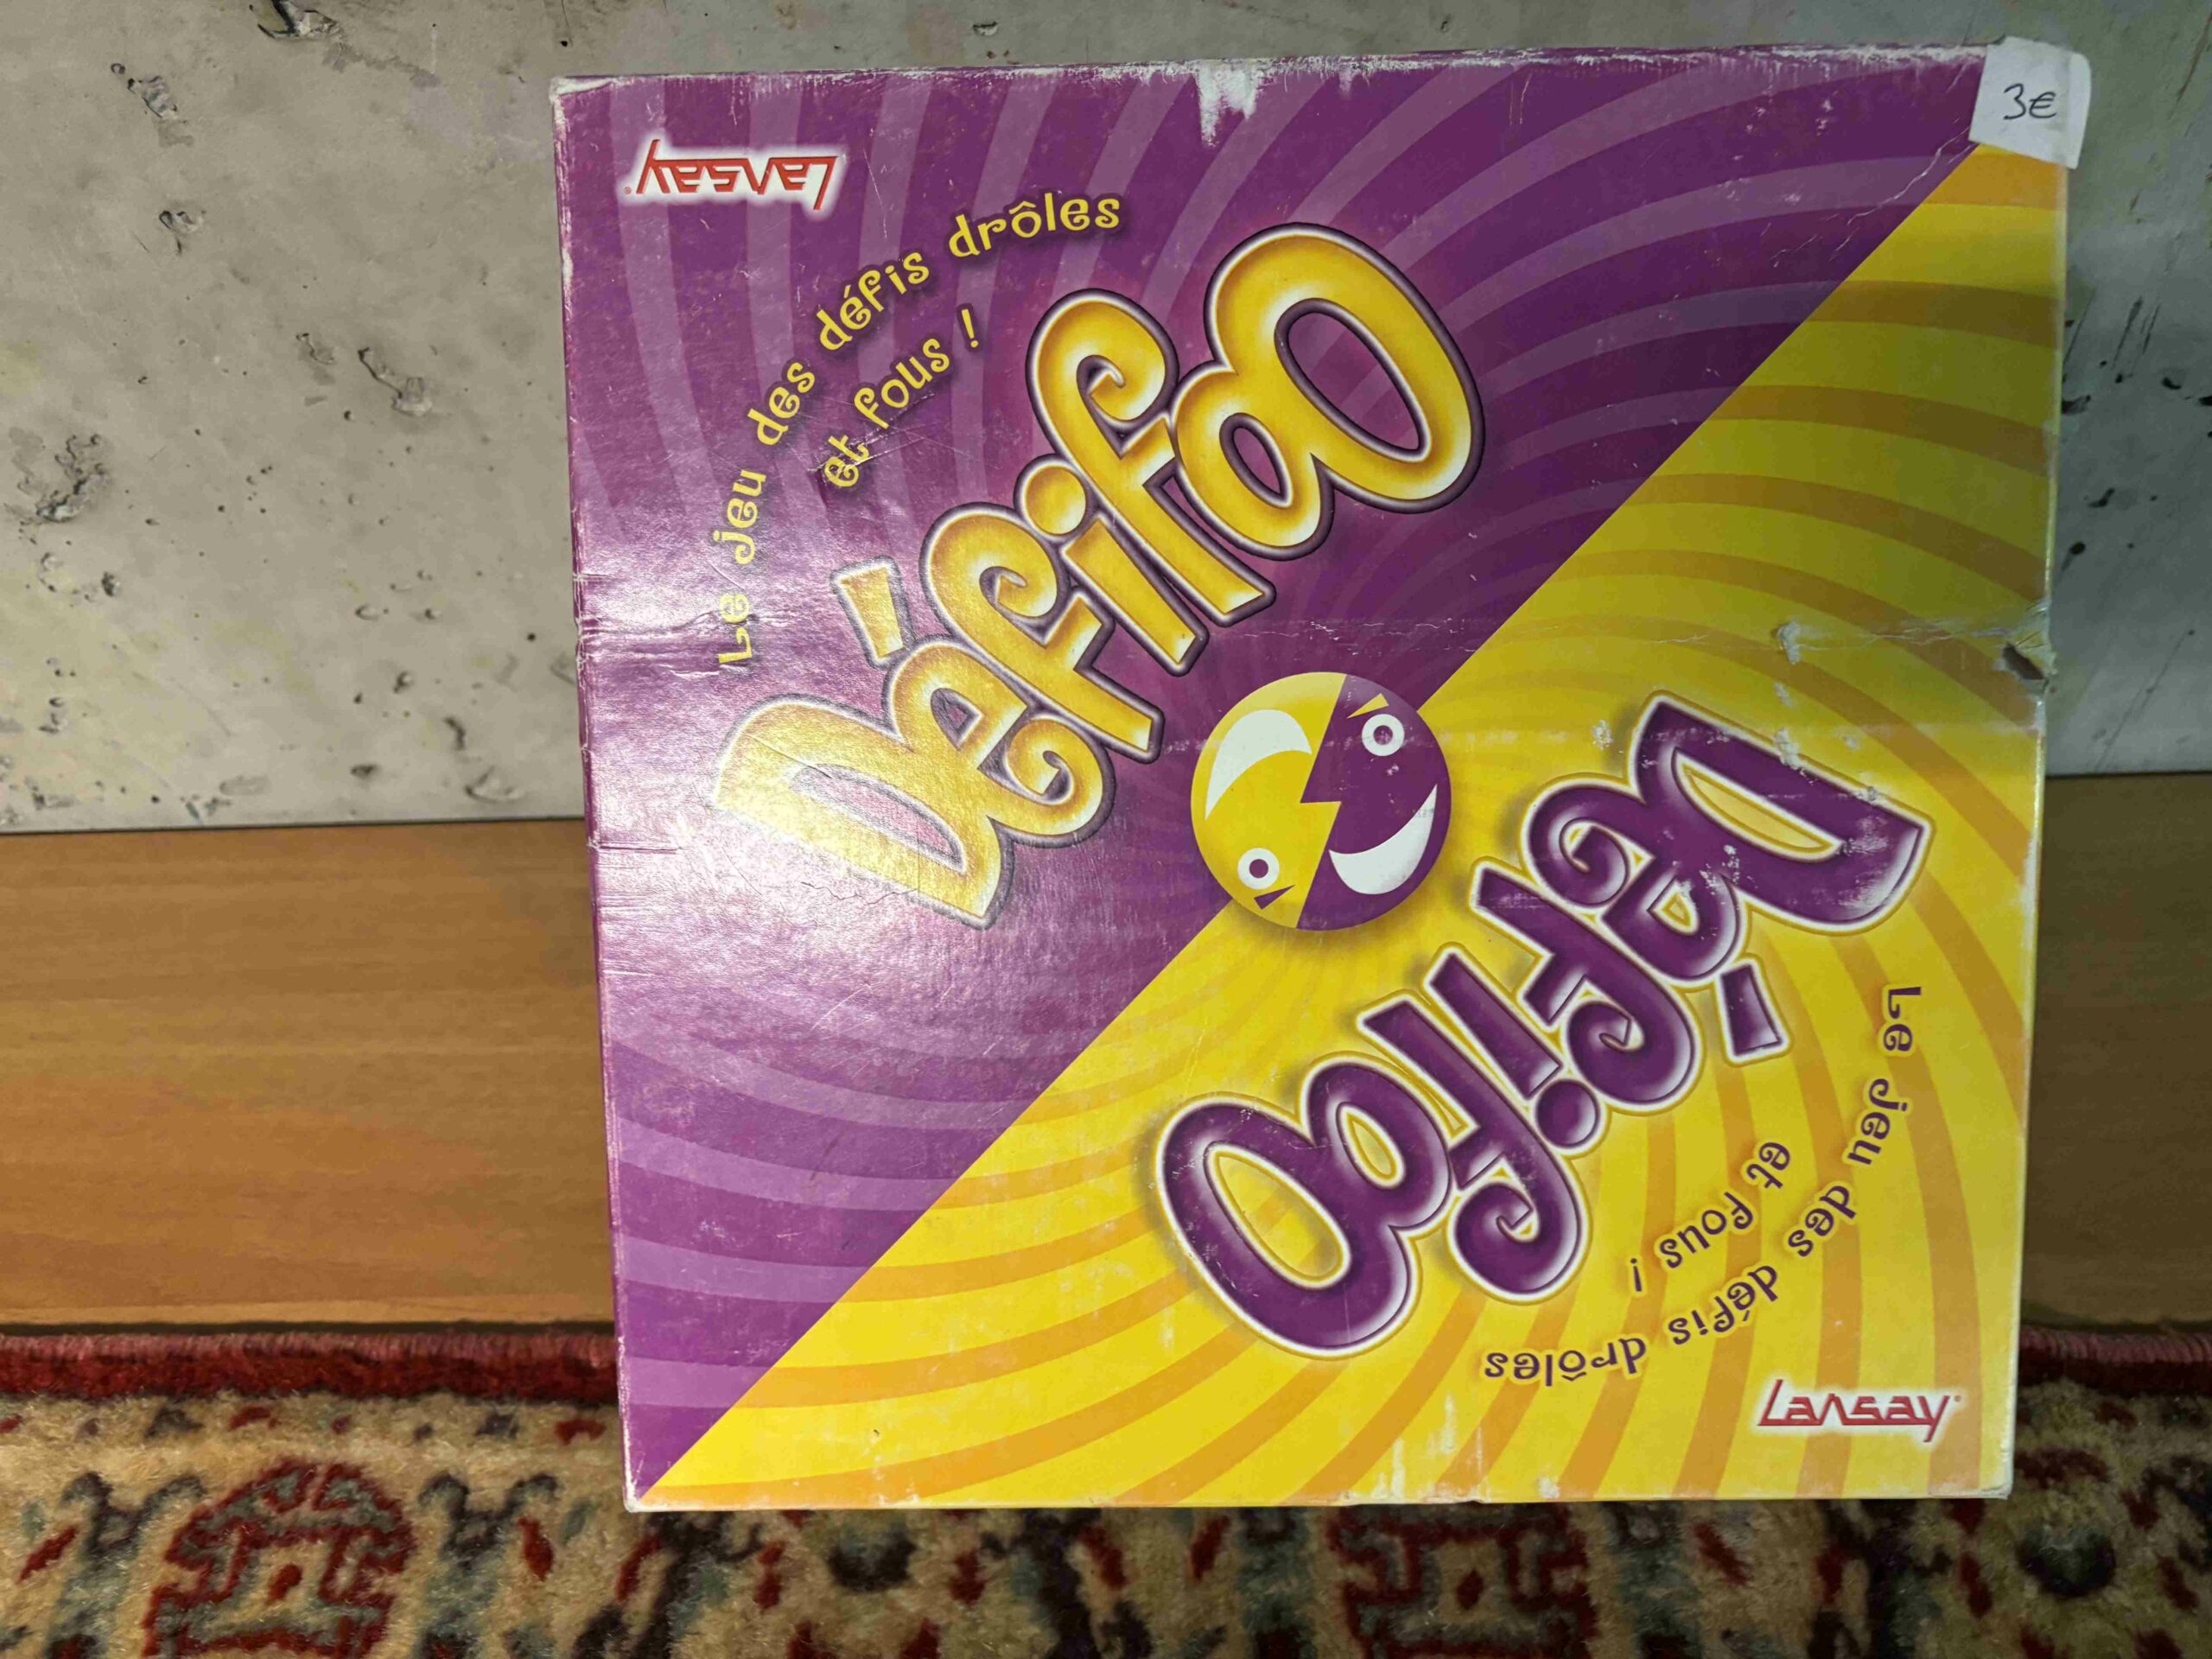 3€
Lansay
Le jeu des défis drôles
et fous !
Défifoo
Défifoo
Le jeu des défis drôles
et fous !
Lansay